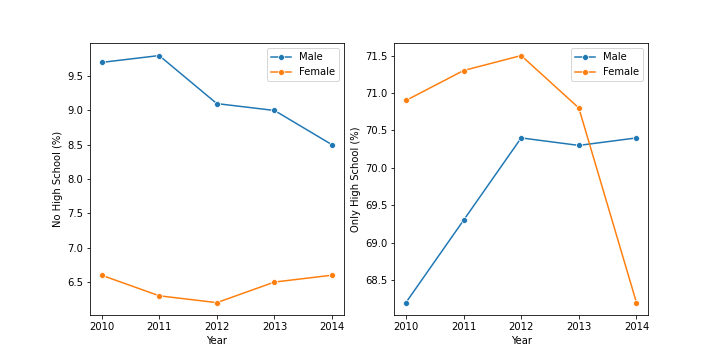 No High School (%)
9.5
9.0
8.5
8.0
7.5
7.0
6.5
2010 2011 2012 2013 2014
Year
Male
Female
Only High School (%)
71.5
71.0
70.5
70.0
69.5
69.0
68.5
2010 2011 2012 2013 2014
Year
Male
Female